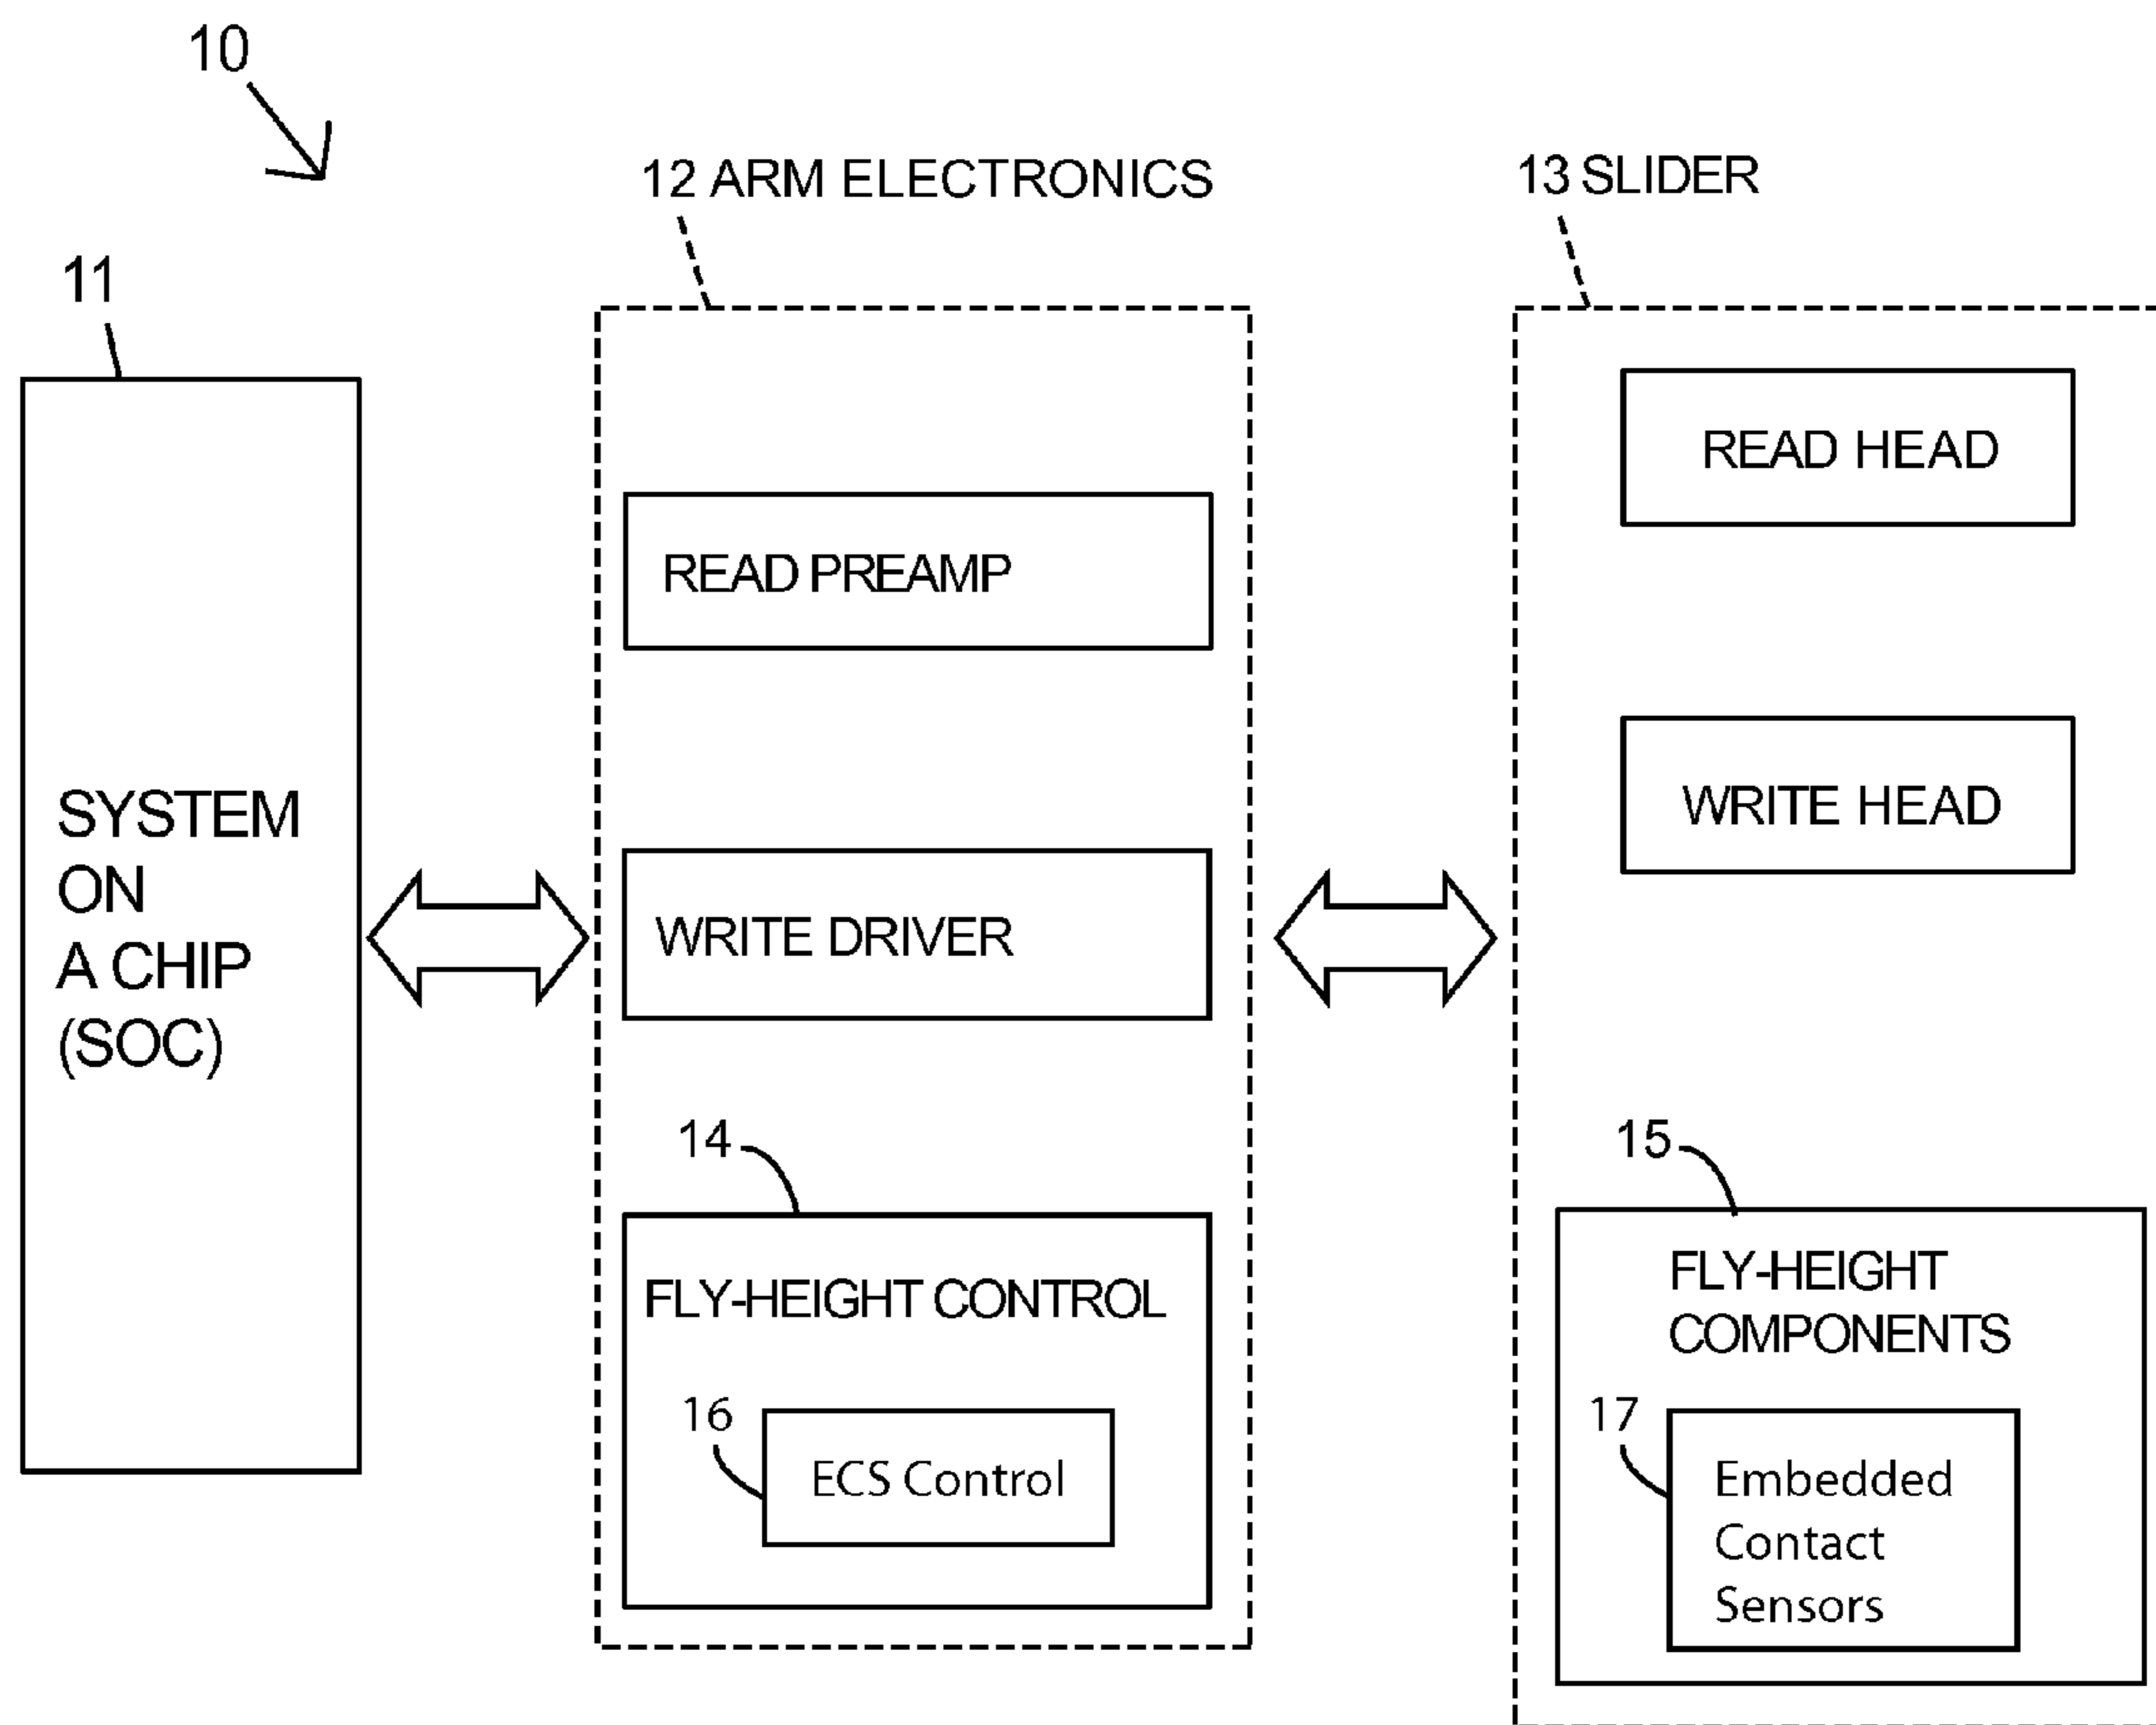 10
12 ARM ELECTRONICS
13 SLIDER
11
SYSTEM
ON
A CHIP
(SOC)
READ PREAMP
WRITE DRIVER
14
FLY-HEIGHT CONTROL
16
ECS Control
READ HEAD
WRITE HEAD
15
FLY-HEIGHT
COMPONENTS
17
Embedded
Contact
Sensors